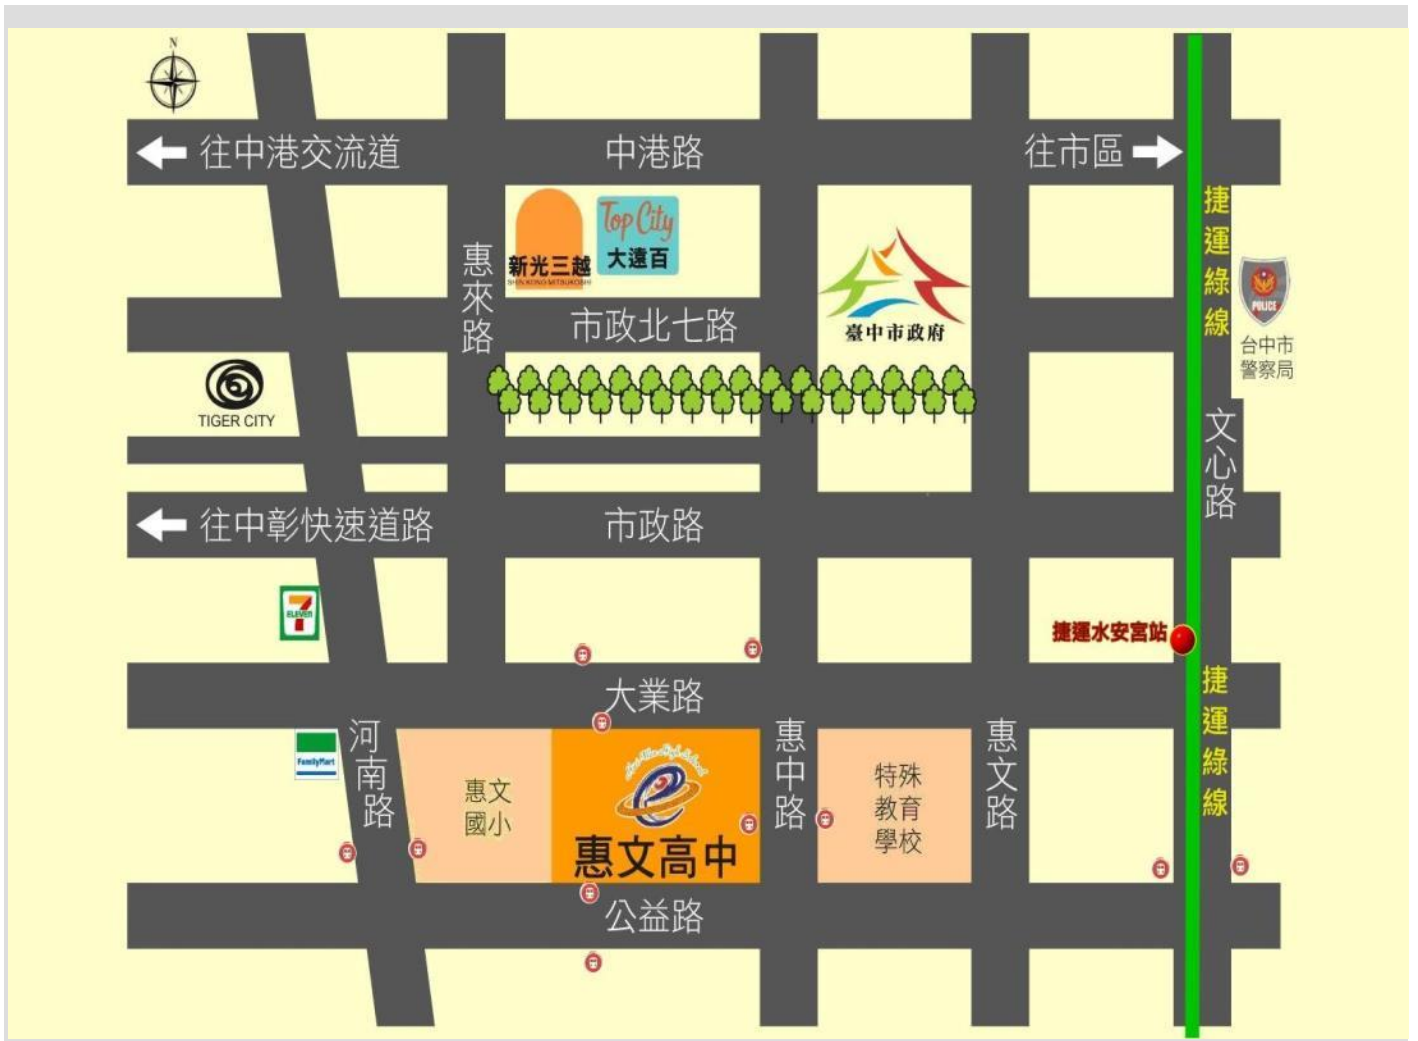 N
往中港交流道
中港路
往市區
捷運綠線
惠來路
新光三越
SHIN KONG MITSUKOSHI
Top City
大遠百
臺中市政府
POLICE
台中市
警察局
市政北七路
TIGER CITY
文心路
往中彰快速道路
市政路
7
ELEVEN
捷運水安宮站
大業路
捷運綠線
河南路
FamilyMart
惠文
國小
惠文高中
惠中路
特殊
教育
學校
惠文路
公益路